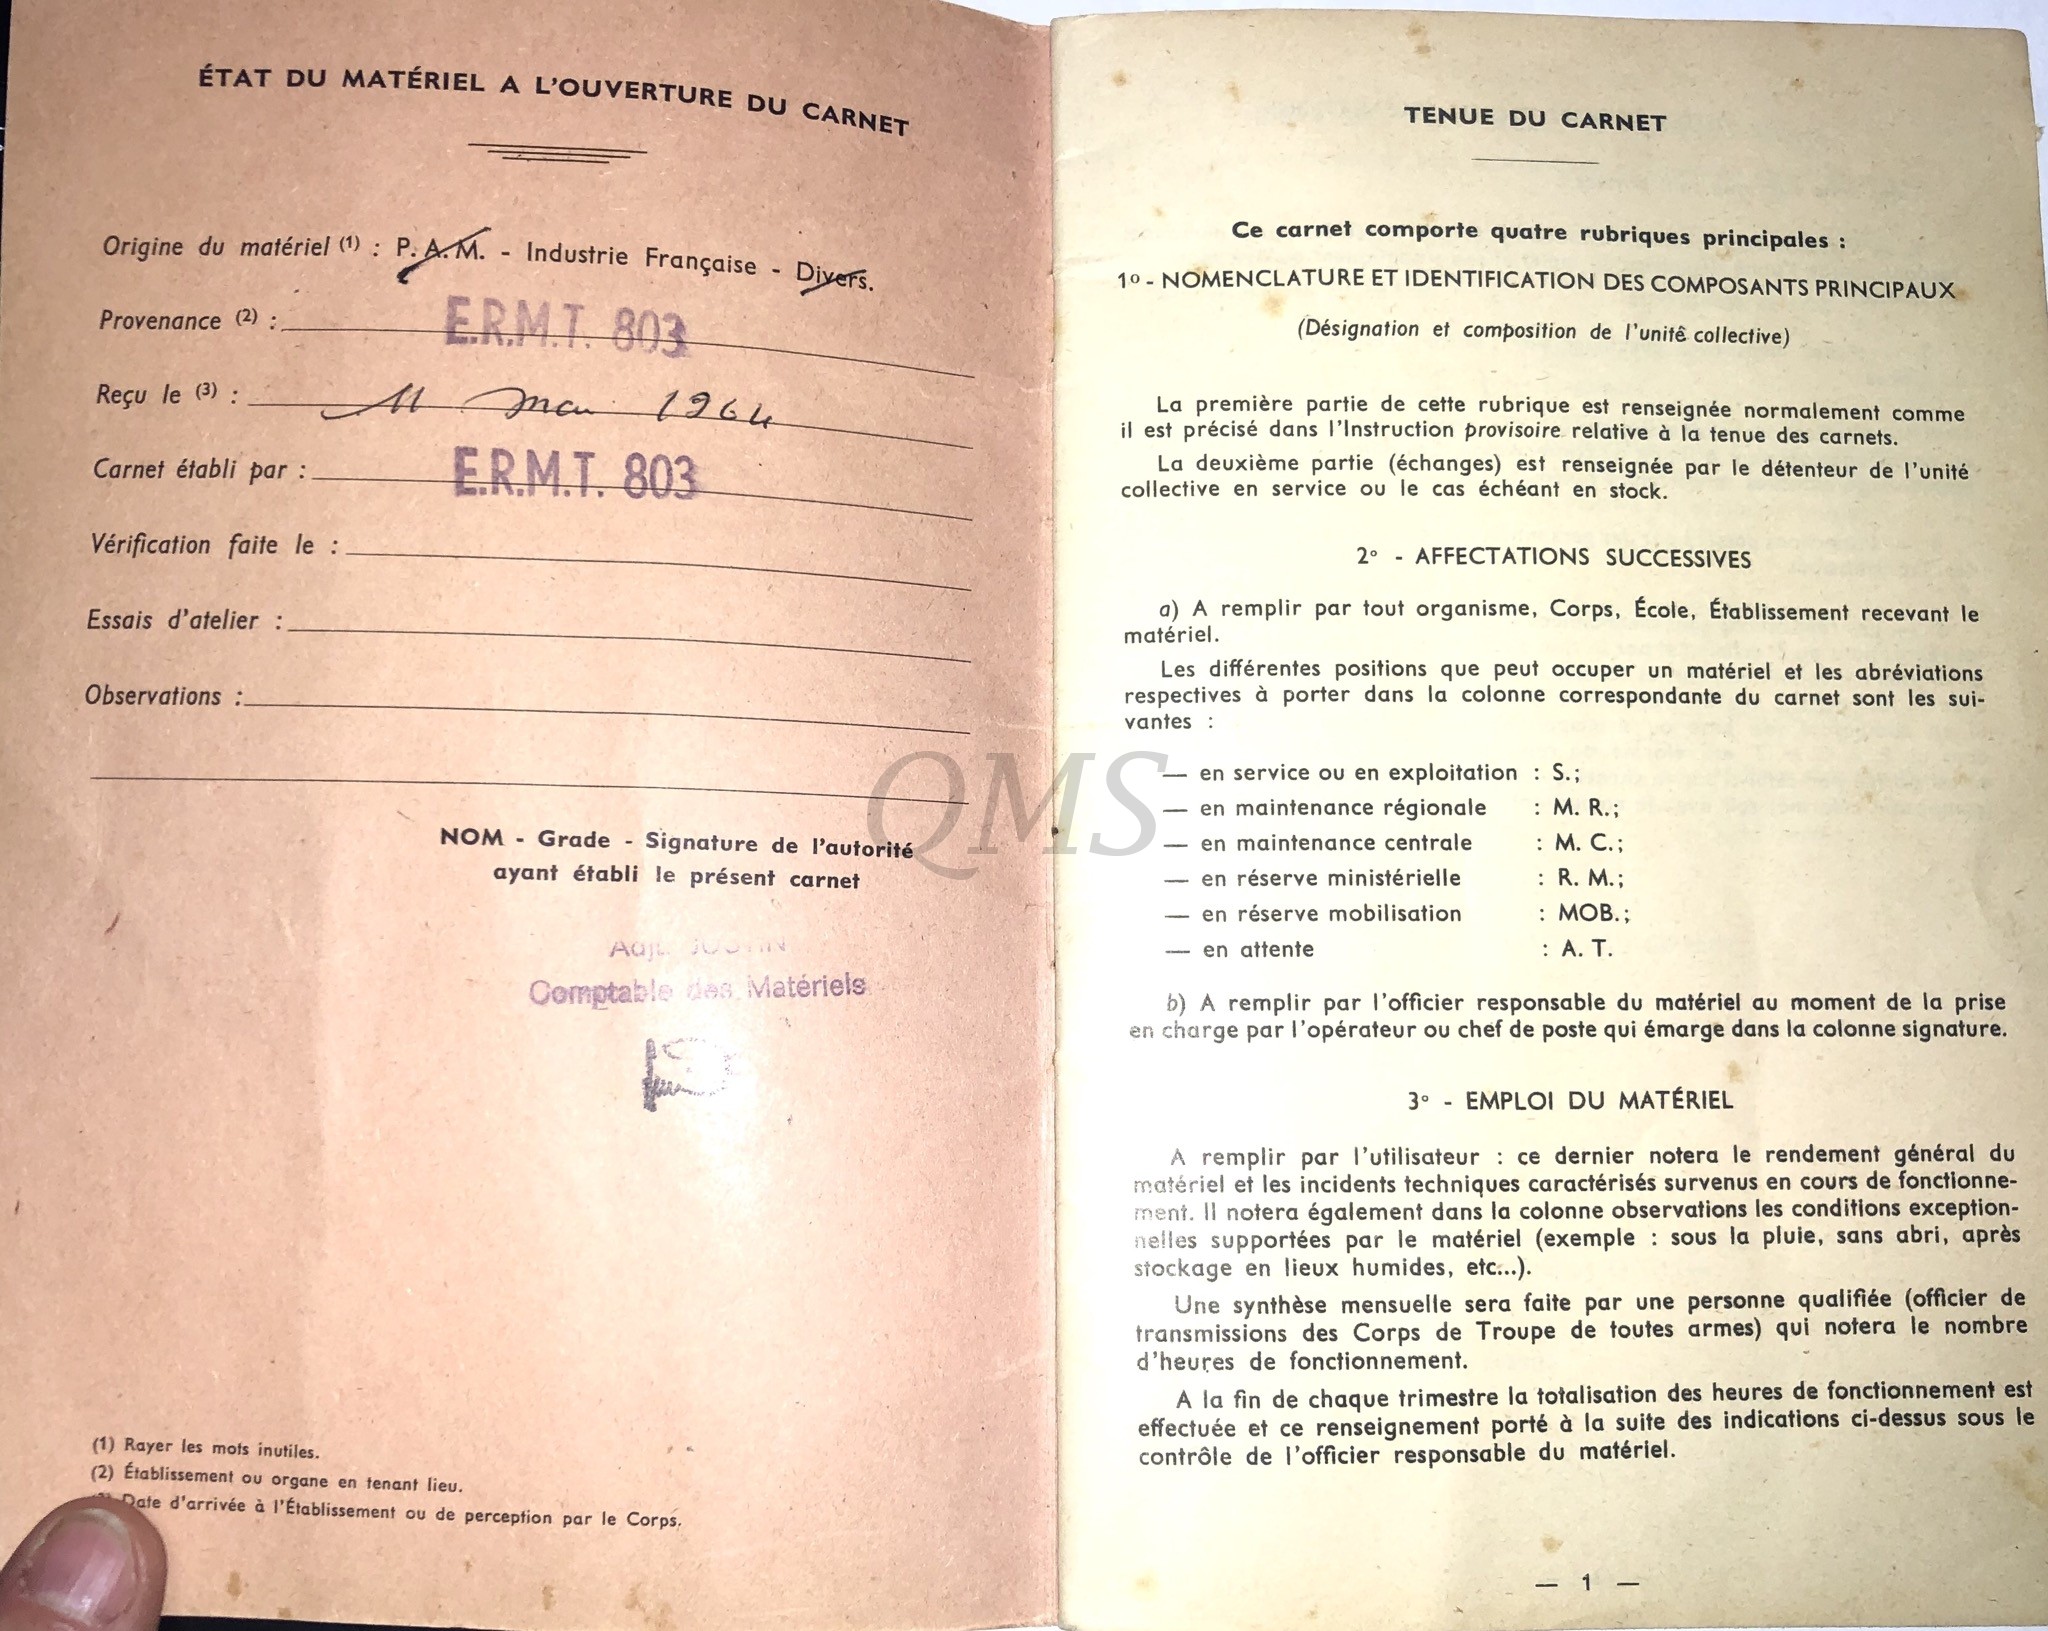 ÉTAT DU MATÉRIEL A L'OUVERTURE DU CARNET
Origine du matériel (1) : P. A. M. - Industrie Française - Divers.
Provenance (2) : E.R.M.T. 803
Reçu le (3) : 11 mai 1964
Carnet établi par : E.R.M.T. 803
Vérification faite le :
Essais d'atelier :
Observations :
NOM - Grade - Signature de l'autorité
ayant établi le présent carnet
Adjt. JUSTIN
Comptable des Matériels
(1) Rayer les mots inutiles.
(2) Établissement ou organe en tenant lieu.
Date d'arrivée à l'Établissement ou de perception par le Corps.
TENUE DU CARNET
Ce carnet comporte quatre rubriques principales :
1º - NOMENCLATURE ET IDENTIFICATION DES COMPOSANTS PRINCIPAUX
(Désignation et composition de l'unité collective)
La première partie de cette rubrique est renseignée normalement comme
il est précisé dans l'Instruction provisoire relative à la tenue des carnets.
La deuxième partie (échanges) est renseignée par le détenteur de l'unité
collective en service ou le cas échéant en stock.
2º - AFFECTATIONS SUCCESSIVES
a) A remplir par tout organisme, Corps, École, Établissement recevant le
matériel.
Les différentes positions que peut occuper un matériel et les abréviations
respectives à porter dans la colonne correspondante du carnet sont les sui-
vantes :
— en service ou en exploitation : S.;
— en maintenance régionale : M. R.;
— en maintenance centrale : M. C.;
— en réserve ministérielle : R. M.;
— en réserve mobilisation : MOB.;
— en attente : A. T.
b) A remplir par l'officier responsable du matériel au moment de la prise
en charge par l'opérateur ou chef de poste qui émarge dans la colonne signature.
3º - EMPLOI DU MATÉRIEL
A remplir par l'utilisateur : ce dernier notera le rendement général du
matériel et les incidents techniques caractérisés survenus en cours de fonctionne-
ment. Il notera également dans la colonne observations les conditions exception-
nelles supportées par le matériel (exemple : sous la pluie, sans abri, après
stockage en lieux humides, etc...).
Une synthèse mensuelle sera faite par une personne qualifiée (officier de
transmissions des Corps de Troupe de toutes armes) qui notera le nombre
d'heures de fonctionnement.
A la fin de chaque trimestre la totalisation des heures de fonctionnement est
effectuée et ce renseignement porté à la suite des indications ci-dessus sous le
contrôle de l'officier responsable du matériel.
— 1 —
QMS